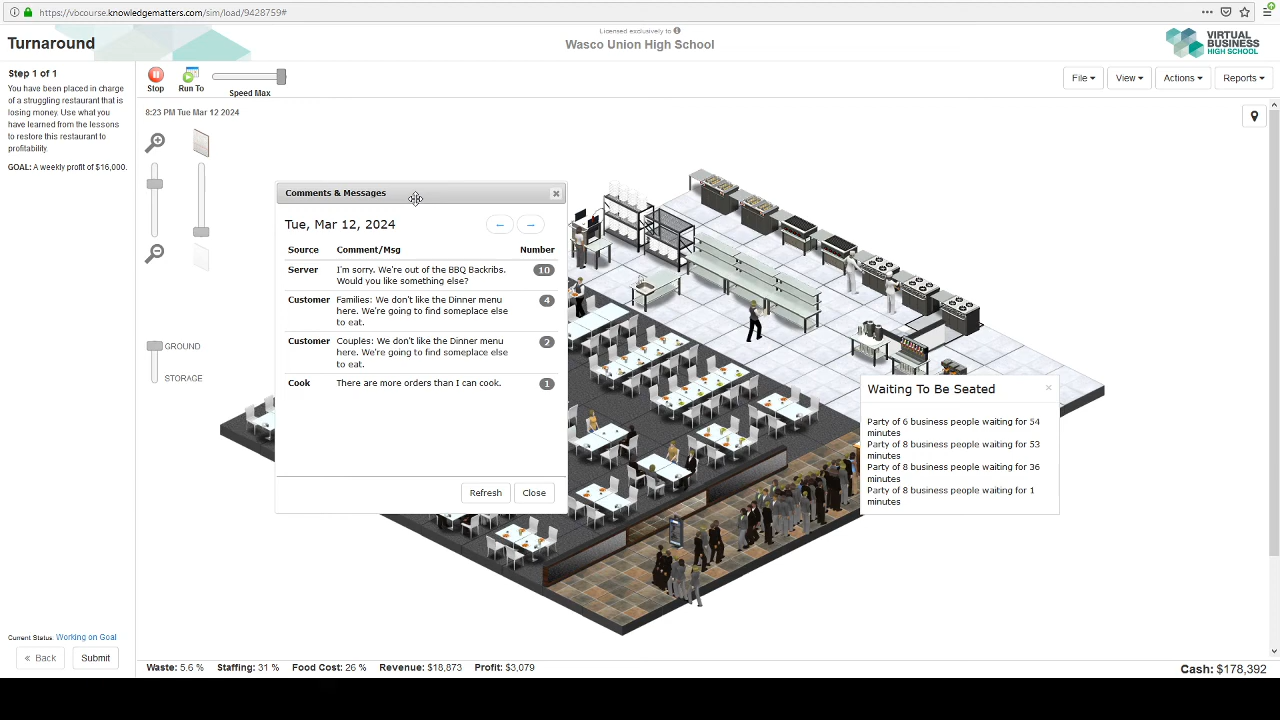 https://vbcourse.knowledgematters.com/sim/load/9428759#
Turnaround
Licensed exclusively to
Wasco Union High School
VIRTUAL
BUSINESS
HIGH SCHOOL
Step 1 of 1
You have been placed in charge
of a struggling restaurant that is
losing money. Use what you
have learned from the lessons
to restore this restaurant to
profitability.
GOAL: A weekly profit of $16,000.
Stop
Run To
Speed Max
File
View
Actions
Reports
8:23 PM Tue Mar 12 2024
GROUND
STORAGE
Comments & Messages
Tue, Mar 12, 2024
Source Comment/Msg Number
Server I'm sorry. We're out of the BBQ Backribs. 10
Would you like something else?
Customer Families: We don't like the Dinner menu 4
here. We're going to find someplace else
to eat.
Customer Couples: We don't like the Dinner menu 2
here. We're going to find someplace else
to eat.
Cook There are more orders than I can cook. 1
Refresh Close
Waiting To Be Seated
Party of 6 business people waiting for 54
minutes
Party of 8 business people waiting for 53
minutes
Party of 8 business people waiting for 36
minutes
Party of 8 business people waiting for 1
minutes
Current Status: Working on Goal
« Back Submit
Waste: 5.6 % Staffing: 31 % Food Cost: 26 % Revenue: $18,873 Profit: $3,079
Cash: $178,392